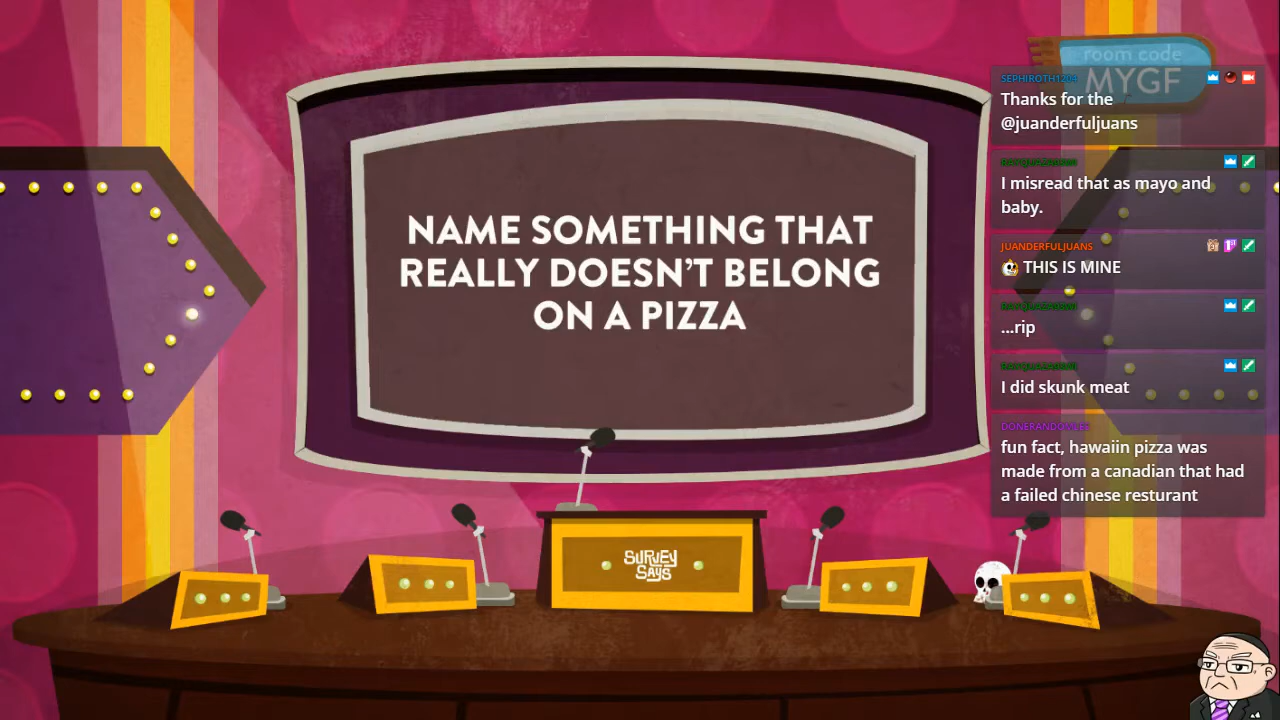 room code
MYGF
NAME SOMETHING THAT
REALLY DOESN'T BELONG
ON A PIZZA
SURVEY
SAYS
Thanks for the
@juanderfuljuans
I misread that as mayo and
baby.
JUANDERFULJUANS
THIS IS MINE
...rip
I did skunk meat
fun fact, hawaiin pizza was
made from a canadian that had
a failed chinese resturant